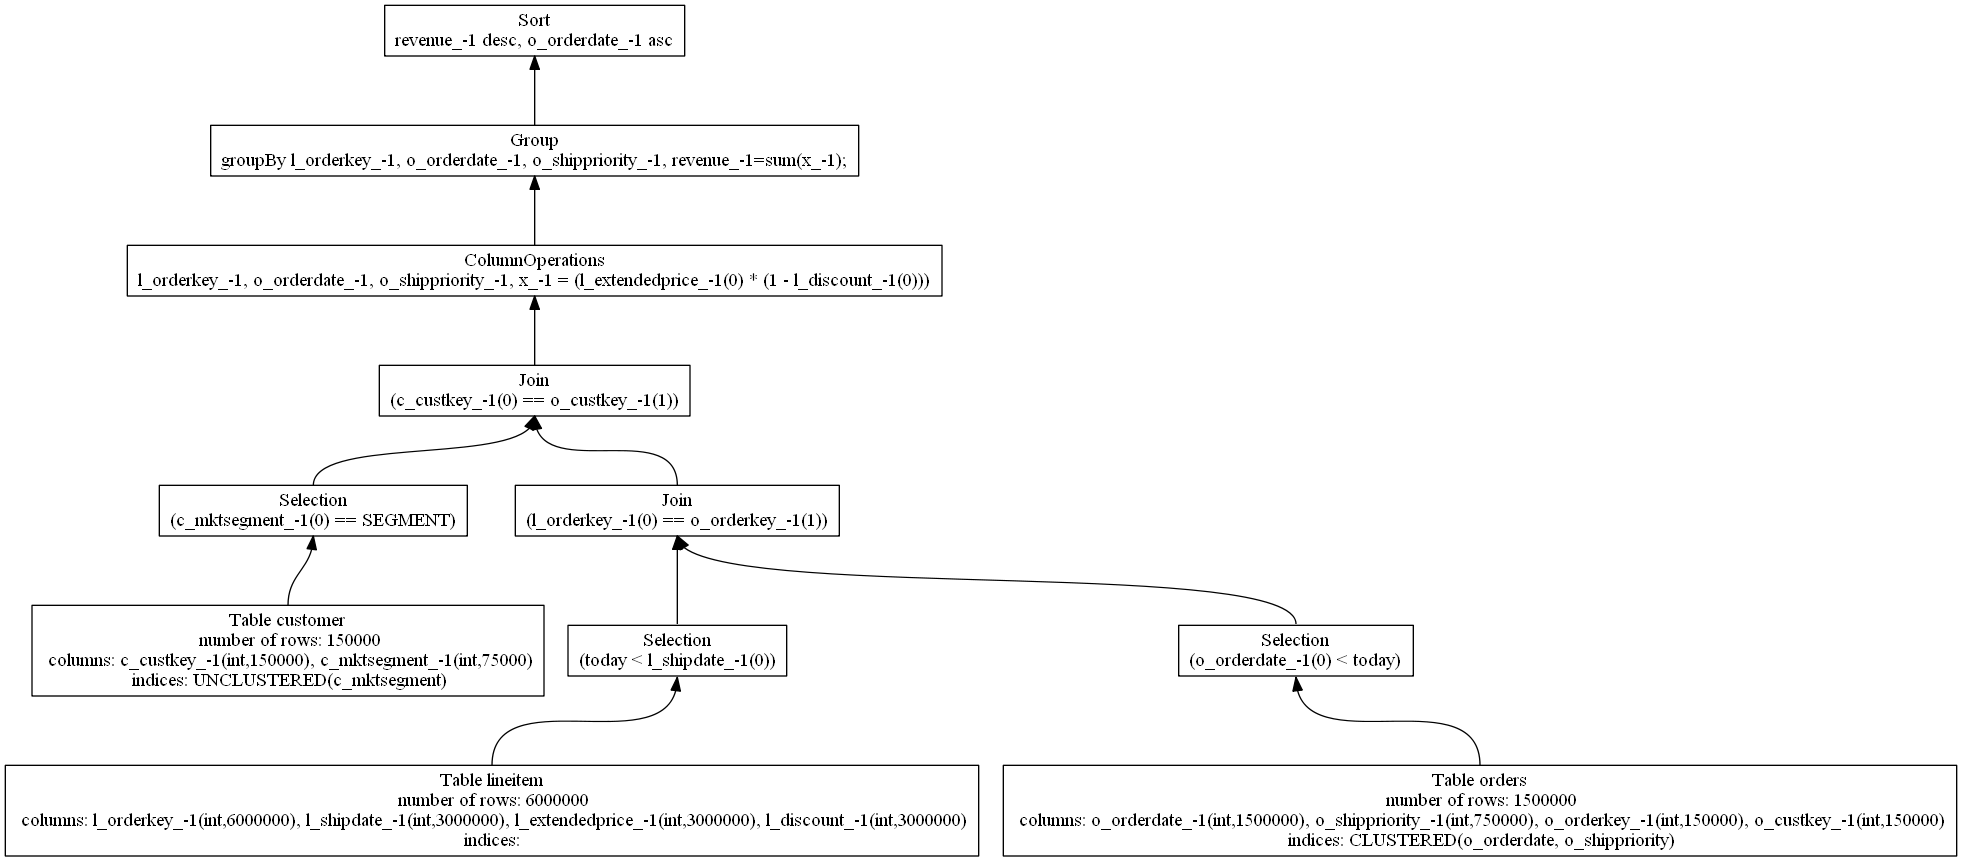 Sort
revenue_-1 desc, o_orderdate_-1 asc
Group
groupBy l_orderkey_-1, o_orderdate_-1, o_shippriority_-1, revenue_-1=sum(x_-1);
ColumnOperations
l_orderkey_-1, o_orderdate_-1, o_shippriority_-1, x_-1 = (l_extendedprice_-1(0) * (1 - l_discount_-1(0)))
Join
(c_custkey_-1(0) == o_custkey_-1(1))
Selection
(c_mktsegment_-1(0) == SEGMENT)
Join
(l_orderkey_-1(0) == o_orderkey_-1(1))
Table customer
number of rows: 150000
columns: c_custkey_-1(int,150000), c_mktsegment_-1(int,75000)
indices: UNCLUSTERED(c_mktsegment)
Selection
(today < l_shipdate_-1(0))
Selection
(o_orderdate_-1(0) < today)
Table lineitem
number of rows: 6000000
columns: l_orderkey_-1(int,6000000), l_shipdate_-1(int,3000000), l_extendedprice_-1(int,3000000), l_discount_-1(int,3000000)
indices:
Table orders
number of rows: 1500000
columns: o_orderdate_-1(int,1500000), o_shippriority_-1(int,750000), o_orderkey_-1(int,150000), o_custkey_-1(int,150000)
indices: CLUSTERED(o_orderdate, o_shippriority)